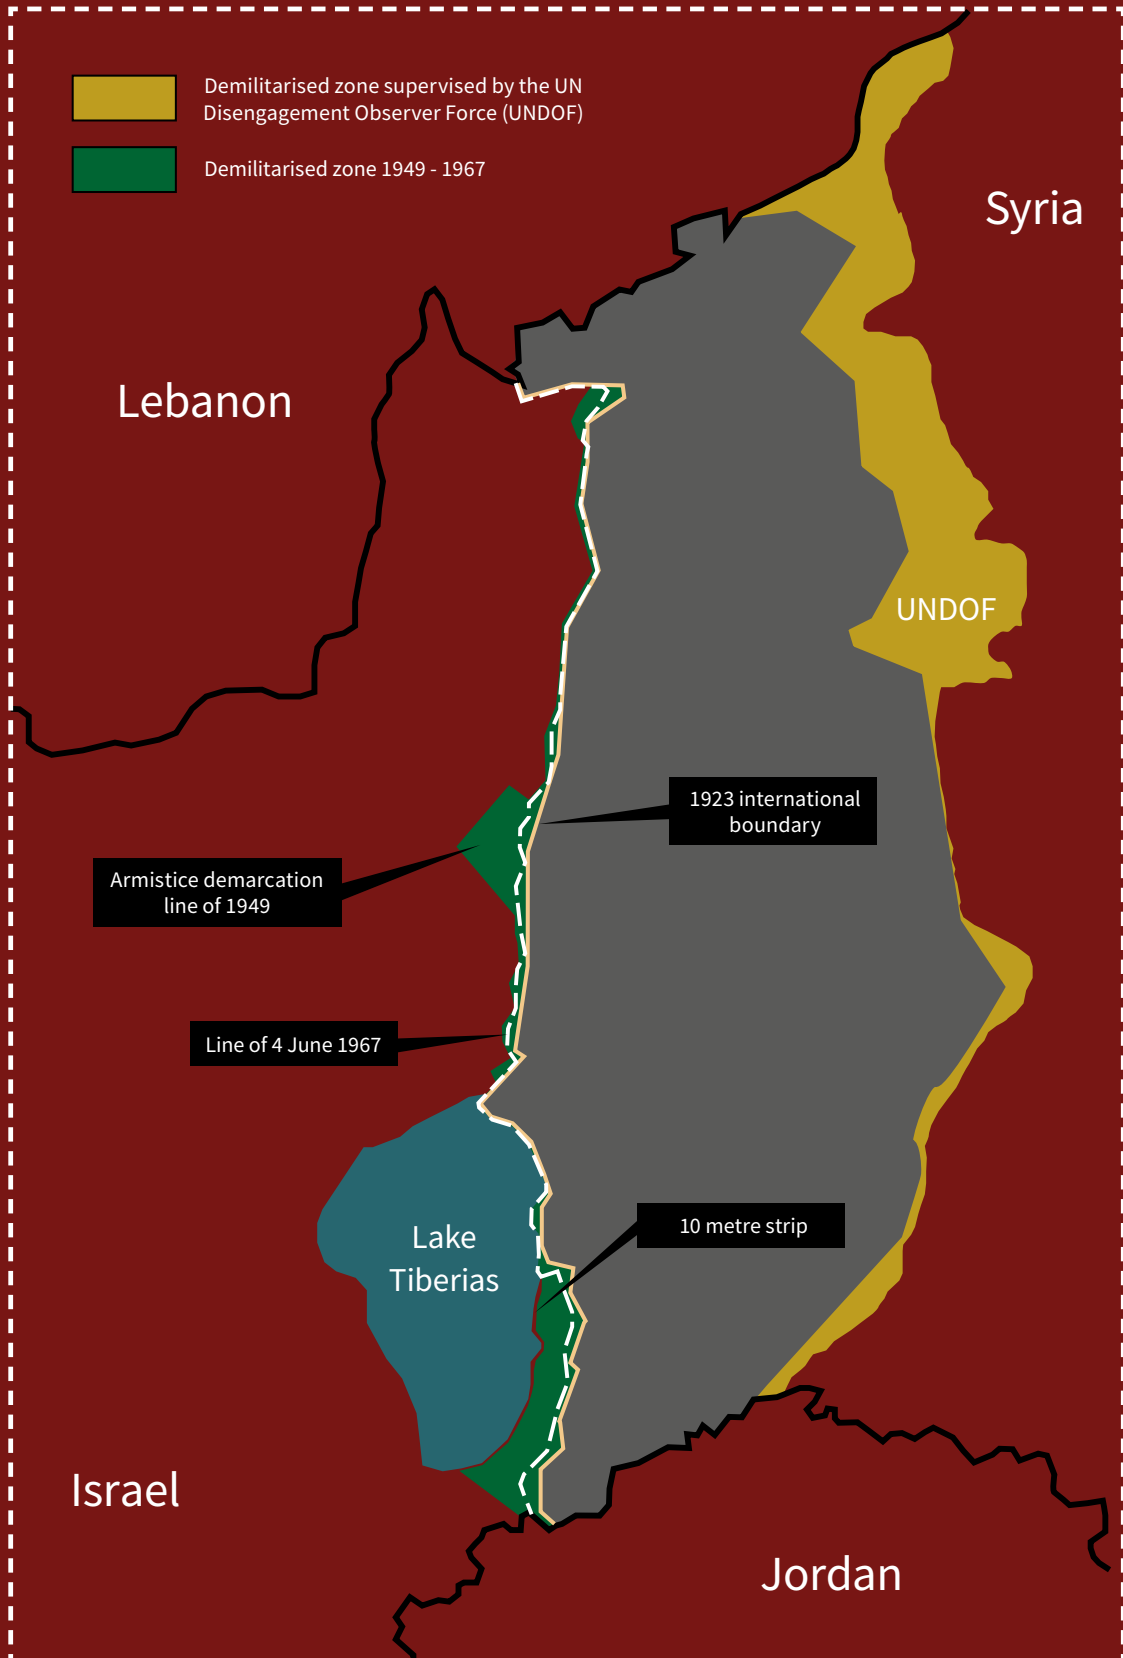 Demilitarised zone supervised by the UN
Disengagement Observer Force (UNDOF)
Demilitarised zone 1949 - 1967
Syria
Lebanon
UNDOF
1923 international
boundary
Armistice demarcation
line of 1949
Line of 4 June 1967
10 metre strip
Lake
Tiberias
Israel
Jordan